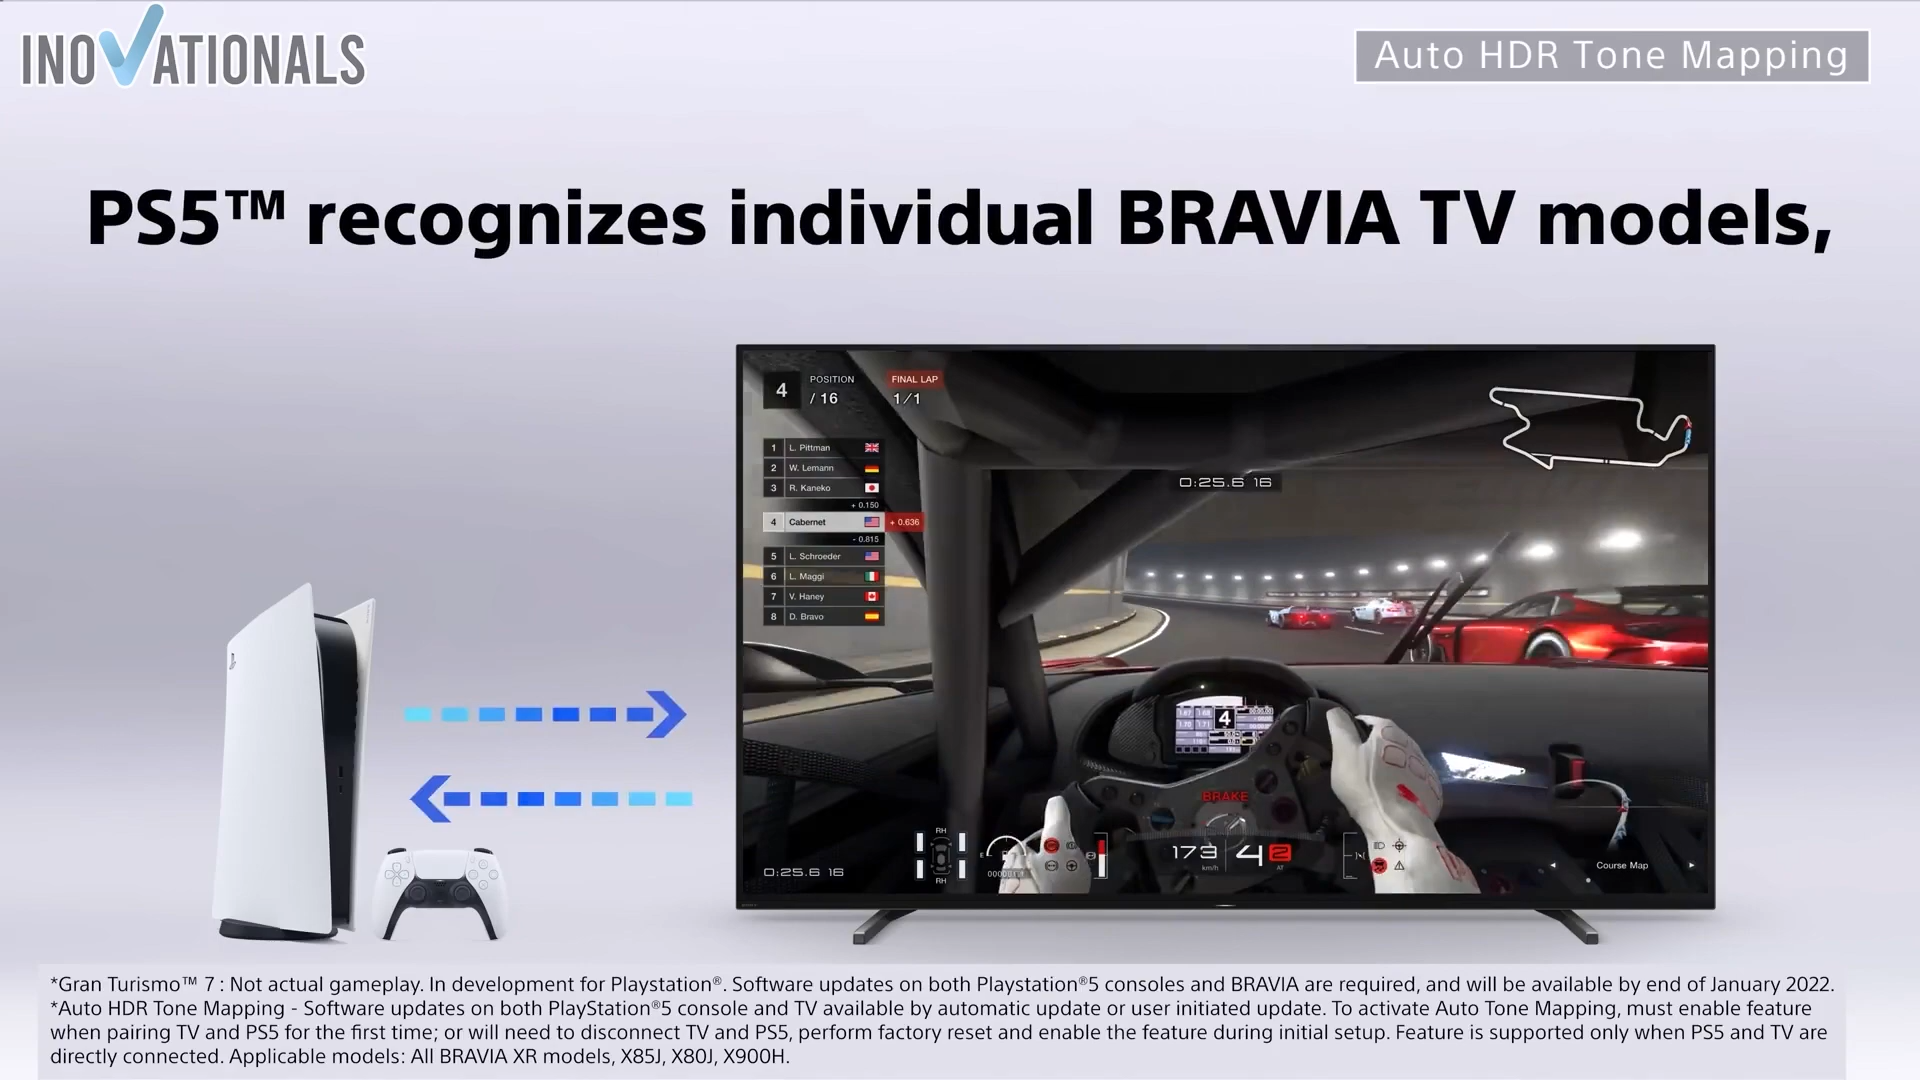 INOVATIONALS
Auto HDR Tone Mapping
PS5™ recognizes individual BRAVIA TV models,
4
POSITION
/ 16
FINAL LAP
1/1
1 L. Pittman
2 W. Lemann
3 R. Kaneko
+ 0.150
4 Cabernet + 0.636
- 0.815
5 L. Schroeder
6 L. Maggi
7 V. Haney
8 D. Bravo
0:25.6 16
4
BRAKE
RH
RH
E
173
km/h
4 2
AT
0:25.6 16
Course Map
*Gran Turismo™ 7 : Not actual gameplay. In development for Playstation®. Software updates on both Playstation®5 consoles and BRAVIA are required, and will be available by end of January 2022.
*Auto HDR Tone Mapping - Software updates on both PlayStation®5 console and TV available by automatic update or user initiated update. To activate Auto Tone Mapping, must enable feature
when pairing TV and PS5 for the first time; or will need to disconnect TV and PS5, perform factory reset and enable the feature during initial setup. Feature is supported only when PS5 and TV are
directly connected. Applicable models: All BRAVIA XR models, X85J, X80J, X900H.